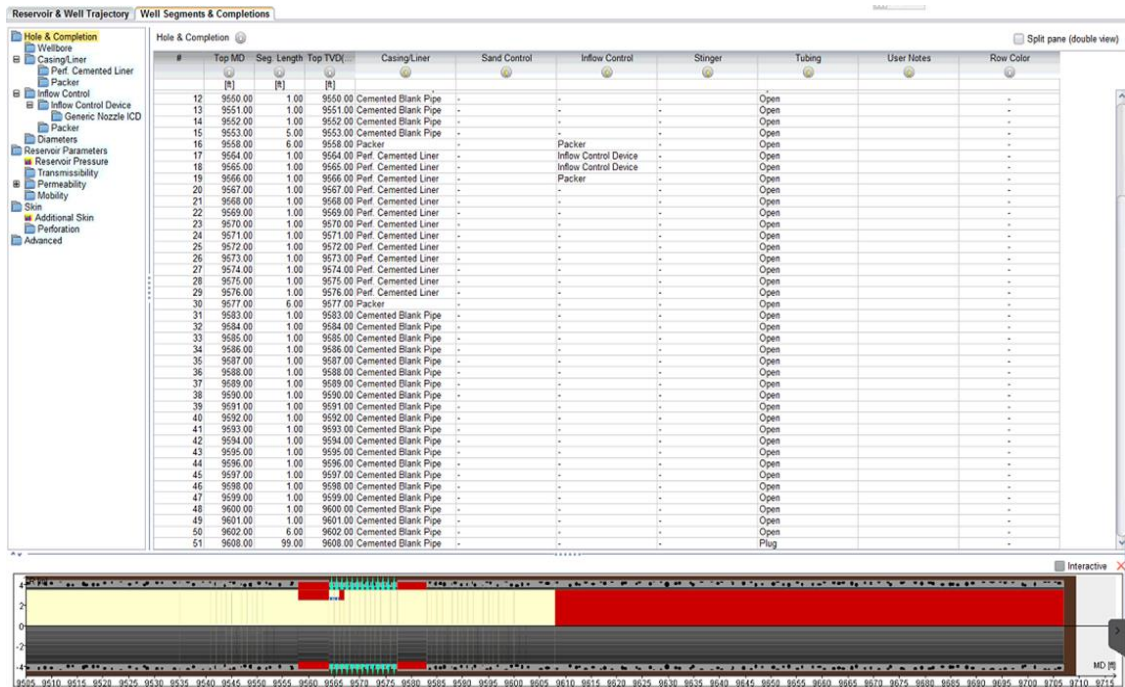 Reservoir & Well Trajectory Well Segments & Completions
Hole & Completion
Wellbore
Casing/Liner
Perf. Cemented Liner
Packer
Inflow Control
Inflow Control Device
Generic Nozzle ICD
Packer
Diameters
Reservoir Parameters
Reservoir Pressure
Transmissibility
Permeability
Mobility
Skin
Additional Skin
Perforation
Advanced
Hole & Completion
Split pane (double view)
# Top MD Seg. Length Top TVD(... Casing/Liner Sand Control Inflow Control Stinger Tubing User Notes Row Color
[ft] [ft] [ft]
12 9550.00 1.00 9550.00 Cemented Blank Pipe - - - Open -
13 9551.00 1.00 9551.00 Cemented Blank Pipe - - - Open -
14 9552.00 1.00 9552.00 Cemented Blank Pipe - - - Open -
15 9553.00 5.00 9553.00 Cemented Blank Pipe - - - Open -
16 9558.00 6.00 9558.00 Packer - Packer - Open -
17 9564.00 1.00 9564.00 Perf. Cemented Liner - Inflow Control Device - Open -
18 9565.00 1.00 9565.00 Perf. Cemented Liner - Inflow Control Device - Open -
19 9566.00 1.00 9566.00 Perf. Cemented Liner - Packer - Open -
20 9567.00 1.00 9567.00 Perf. Cemented Liner - - - Open -
21 9568.00 1.00 9568.00 Perf. Cemented Liner - - - Open -
22 9569.00 1.00 9569.00 Perf. Cemented Liner - - - Open -
23 9570.00 1.00 9570.00 Perf. Cemented Liner - - - Open -
24 9571.00 1.00 9571.00 Perf. Cemented Liner - - - Open -
25 9572.00 1.00 9572.00 Perf. Cemented Liner - - - Open -
26 9573.00 1.00 9573.00 Perf. Cemented Liner - - - Open -
27 9574.00 1.00 9574.00 Perf. Cemented Liner - - - Open -
28 9575.00 1.00 9575.00 Perf. Cemented Liner - - - Open -
29 9576.00 1.00 9576.00 Perf. Cemented Liner - - - Open -
30 9577.00 6.00 9577.00 Packer - - - Open -
31 9583.00 1.00 9583.00 Cemented Blank Pipe - - - Open -
32 9584.00 1.00 9584.00 Cemented Blank Pipe - - - Open -
33 9585.00 1.00 9585.00 Cemented Blank Pipe - - - Open -
34 9586.00 1.00 9586.00 Cemented Blank Pipe - - - Open -
35 9587.00 1.00 9587.00 Cemented Blank Pipe - - - Open -
36 9588.00 1.00 9588.00 Cemented Blank Pipe - - - Open -
37 9589.00 1.00 9589.00 Cemented Blank Pipe - - - Open -
38 9590.00 1.00 9590.00 Cemented Blank Pipe - - - Open -
39 9591.00 1.00 9591.00 Cemented Blank Pipe - - - Open -
40 9592.00 1.00 9592.00 Cemented Blank Pipe - - - Open -
41 9593.00 1.00 9593.00 Cemented Blank Pipe - - - Open -
42 9594.00 1.00 9594.00 Cemented Blank Pipe - - - Open -
43 9595.00 1.00 9595.00 Cemented Blank Pipe - - - Open -
44 9596.00 1.00 9596.00 Cemented Blank Pipe - - - Open -
45 9597.00 1.00 9597.00 Cemented Blank Pipe - - - Open -
46 9598.00 1.00 9598.00 Cemented Blank Pipe - - - Open -
47 9599.00 1.00 9599.00 Cemented Blank Pipe - - - Open -
48 9600.00 1.00 9600.00 Cemented Blank Pipe - - - Open -
49 9601.00 1.00 9601.00 Cemented Blank Pipe - - - Open -
50 9602.00 6.00 9602.00 Cemented Blank Pipe - - - Open -
51 9608.00 99.00 9608.00 Cemented Blank Pipe - - - Plug -
Interactive
4
2
0
-2
-4
MD [ft]
9505 9510 9515 9520 9525 9530 9535 9540 9545 9550 9555 9560 9565 9570 9575 9580 9585 9590 9595 9600 9605 9610 9615 9620 9625 9630 9635 9640 9645 9650 9655 9660 9665 9670 9675 9680 9685 9690 9695 9700 9705 9710 9715